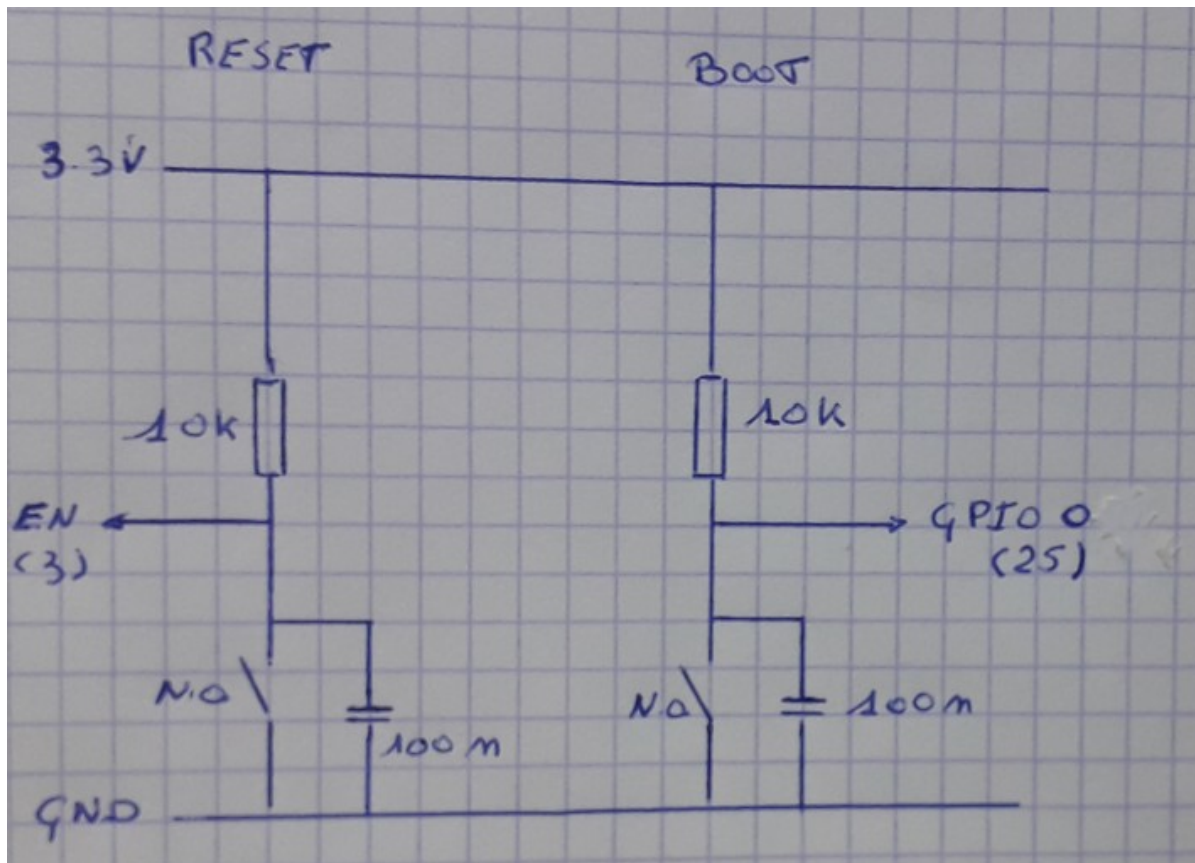 RESET
BOOT
3.3V
10k
10k
EN
(3)
GPIO 0
(25)
N.O
100n
N.O
100n
GND